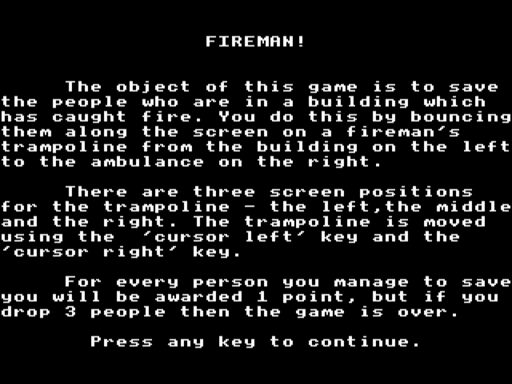 FIREMAN!
The object of this game is to save
the people who are in a building which
has caught fire. You do this by bouncing
them along the screen on a fireman's
trampoline from the building on the left
to the ambulance on the right.
There are three screen positions
for the trampoline - the left,the middle
and the right. The trampoline is moved
using the 'cursor left' key and the
'cursor right' key.
For every person you manage to save
you will be awarded 1 point, but if you
drop 3 people then the game is over.
Press any key to continue.